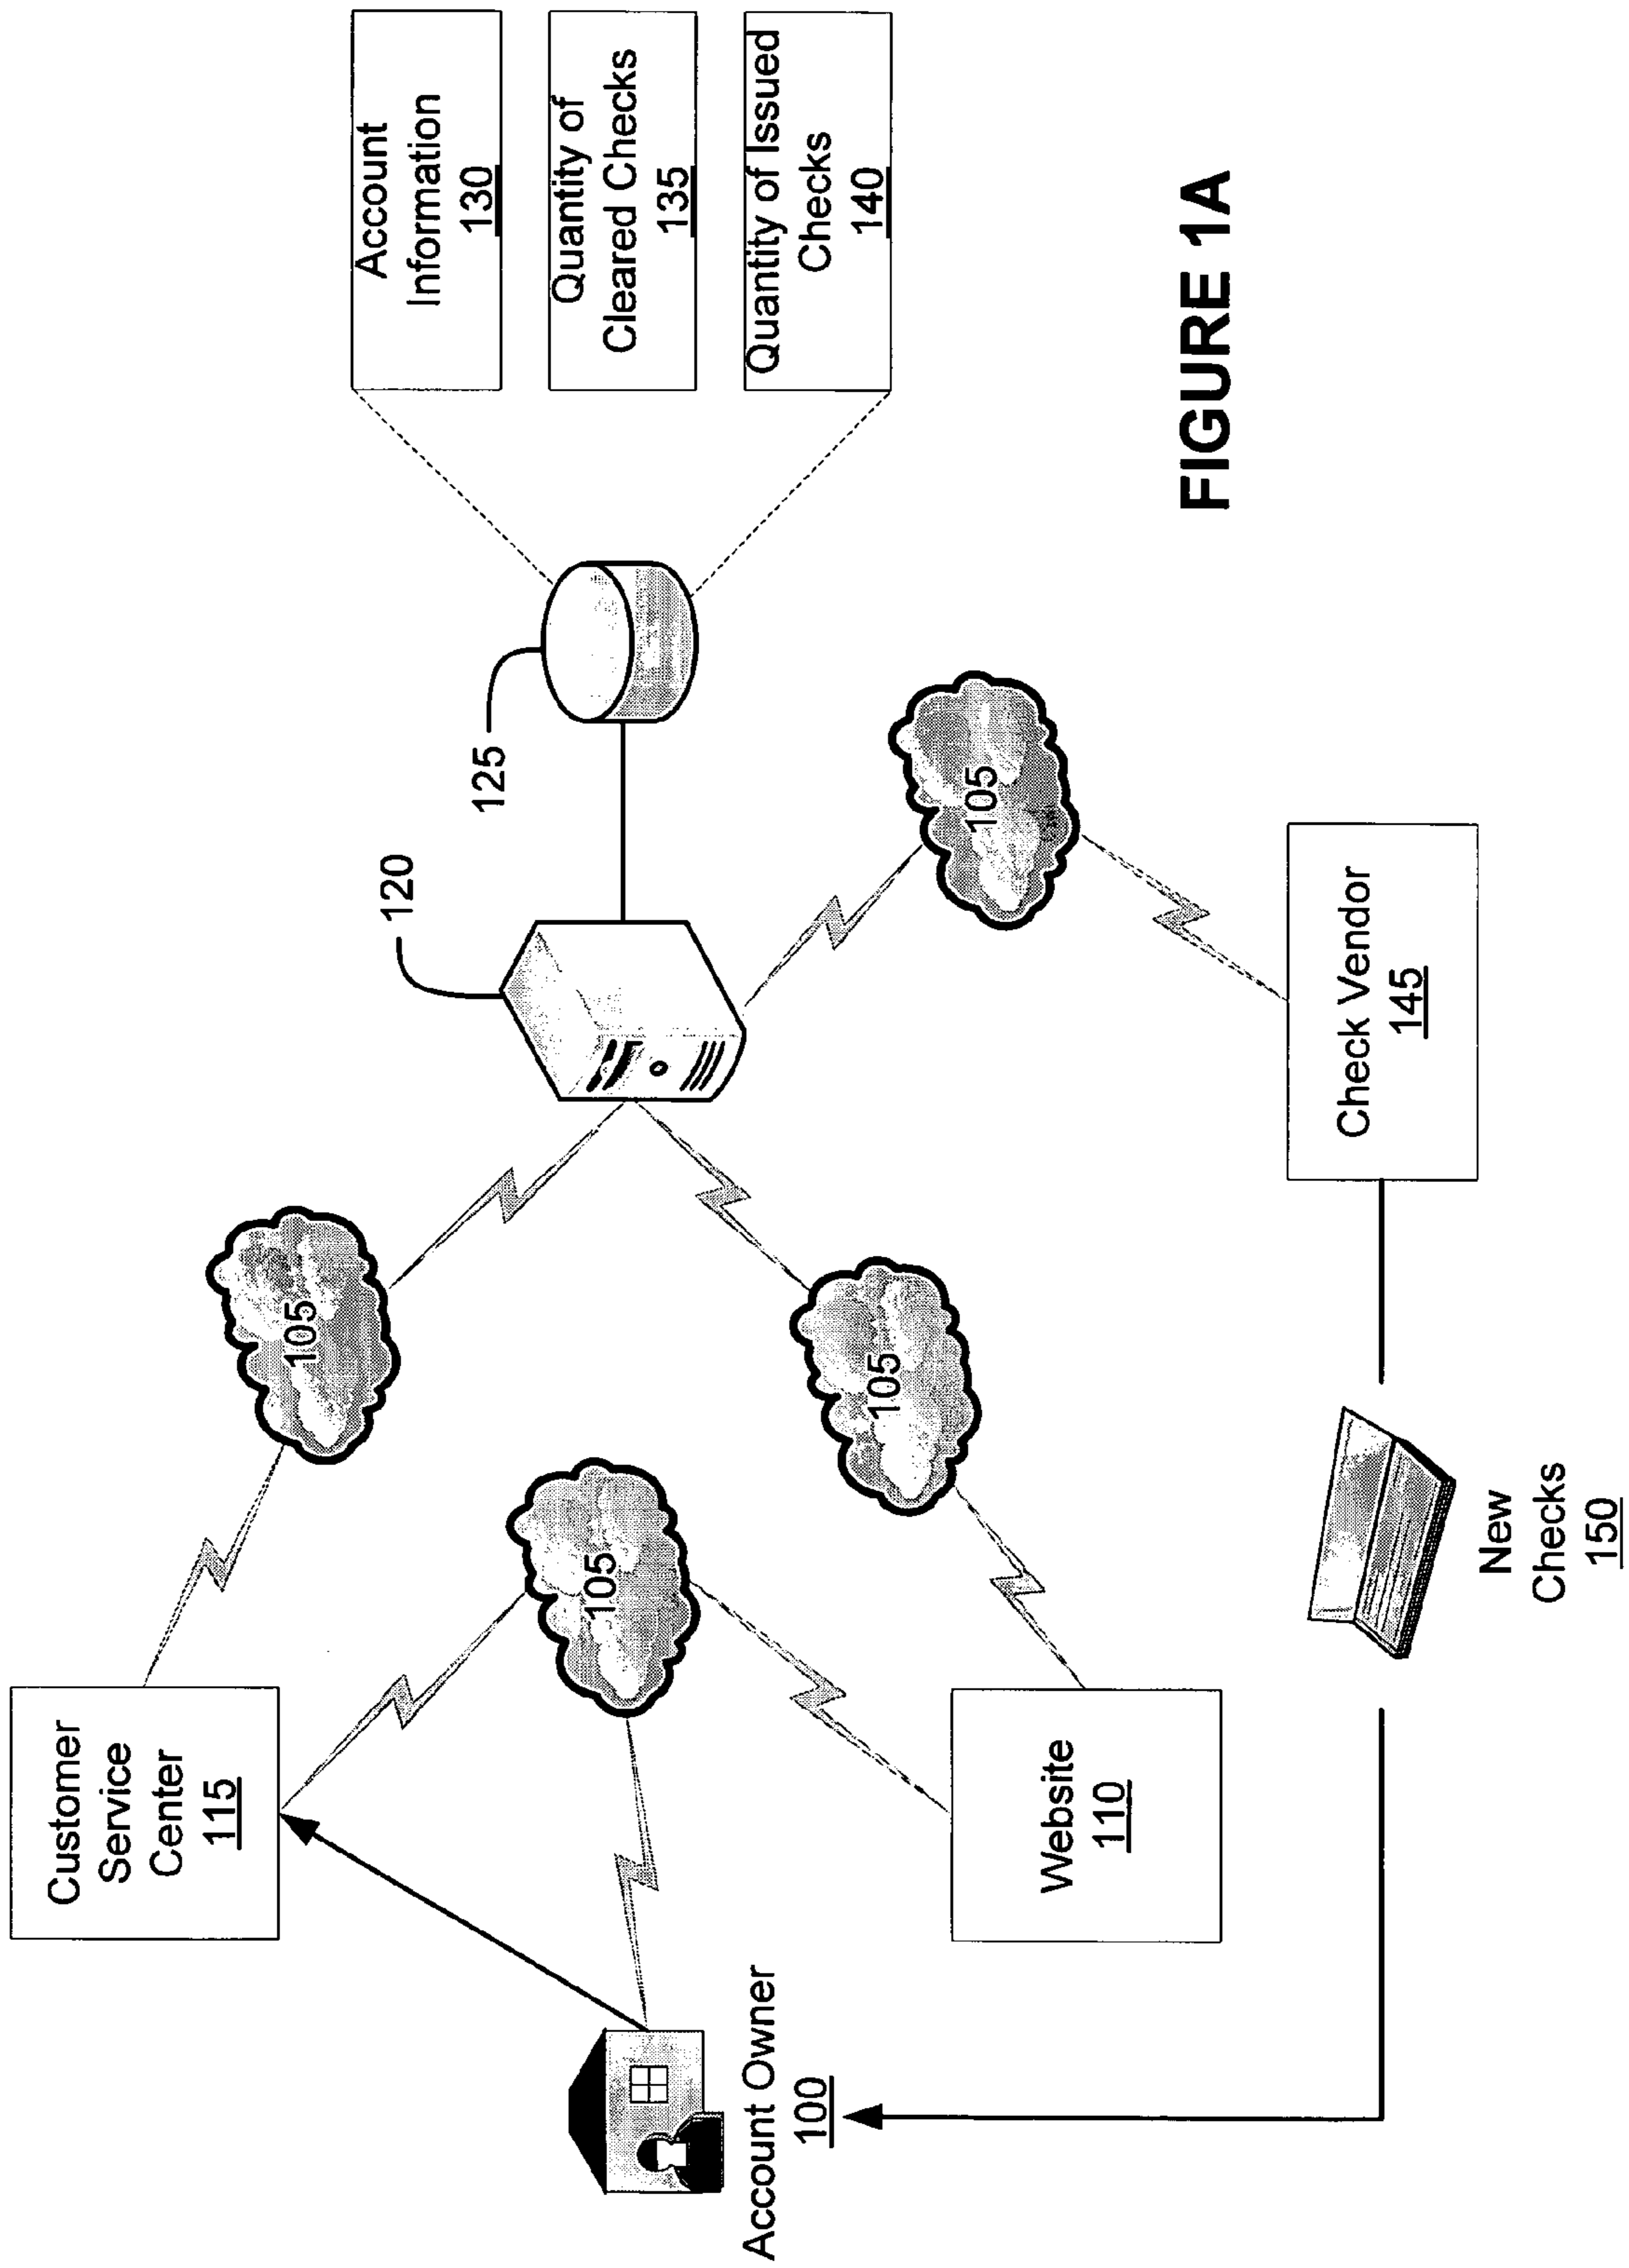 Customer
Service
Center
115
105
105
120
125
Account
Information
130
Quantity of
Cleared Checks
135
Quantity of Issued
Checks
140
Account Owner
100
105
105
Website
110
Check Vendor
145
New
Checks
150
FIGURE 1A